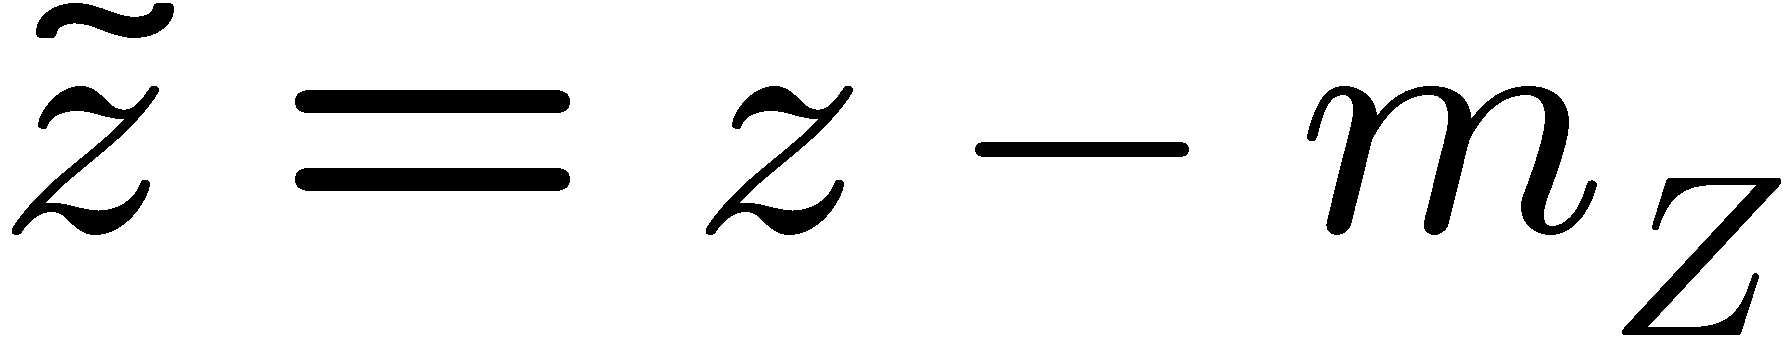 z̃ = z − m_Z